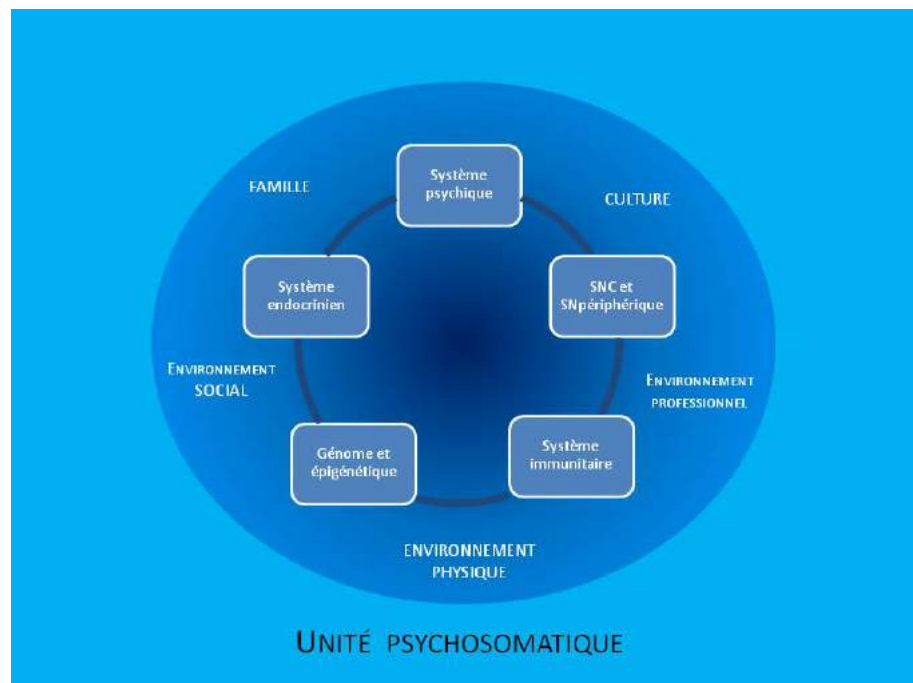 Système
psychique
FAMILLE
CULTURE
Système
endocrinien
SNC et
SNpériphérique
ENVIRONNEMENT
SOCIAL
ENVIRONNEMENT
PROFESSIONNEL
Génome et
épigénétique
Système
immunitaire
ENVIRONNEMENT
PHYSIQUE
UNITÉ PSYCHOSOMATIQUE